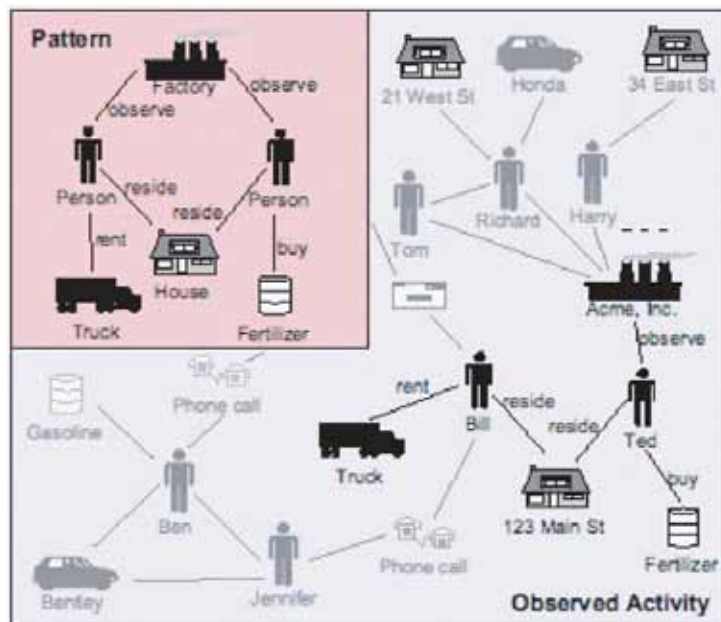 Pattern
Factory
observe
observe
Person
Person
reside
reside
rent
buy
House
Truck
Fertilizer
21 West St
Honda
34 East St
Tom
Richard
Harry
Acme, Inc.
observe
Phone call
Gasoline
rent
Bill
reside
reside
Ted
Truck
buy
Ben
123 Main St
Phone call
Fertilizer
Bentley
Jennifer
Observed Activity